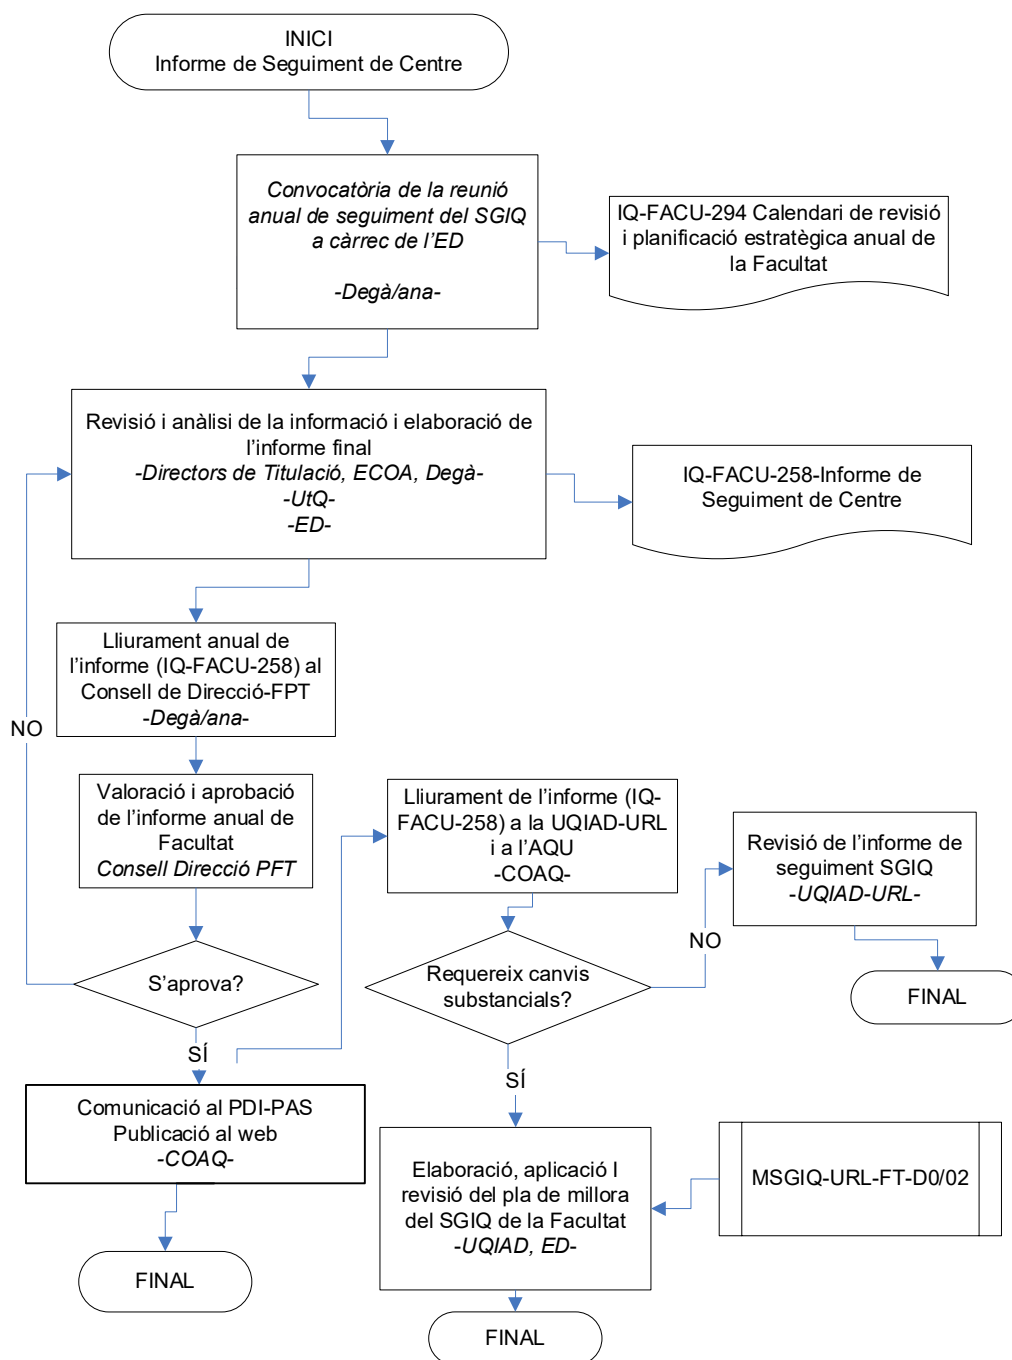 INICI
Informe de Seguiment de Centre
Convocatòria de la reunió
anual de seguiment del SGIQ
a càrrec de l'ED
-Degà/ana-
IQ-FACU-294 Calendari de revisió
i planificació estratègica anual de
la Facultat
Revisió i anàlisi de la informació i elaboració de
l'informe final
-Directors de Titulació, ECOA, Degà-
-UtQ-
-ED-
IQ-FACU-258-Informe de
Seguiment de Centre
Lliurament anual de
l'informe (IQ-FACU-258) al
Consell de Direcció-FPT
-Degà/ana-
NO
Valoració i aprobació
de l'informe anual de
Facultat
Consell Direcció PFT
Lliurament de l'informe (IQ-
FACU-258) a la UQIAD-URL
i a l'AQU
-COAQ-
Revisió de l'informe de
seguiment SGIQ
-UQIAD-URL-
S'aprova?
Requereix canvis
substancials?
NO
FINAL
SÍ
SÍ
Comunicació al PDI-PAS
Publicació al web
-COAQ-
Elaboració, aplicació I
revisió del pla de millora
del SGIQ de la Facultat
-UQIAD, ED-
MSGIQ-URL-FT-D0/02
FINAL
FINAL